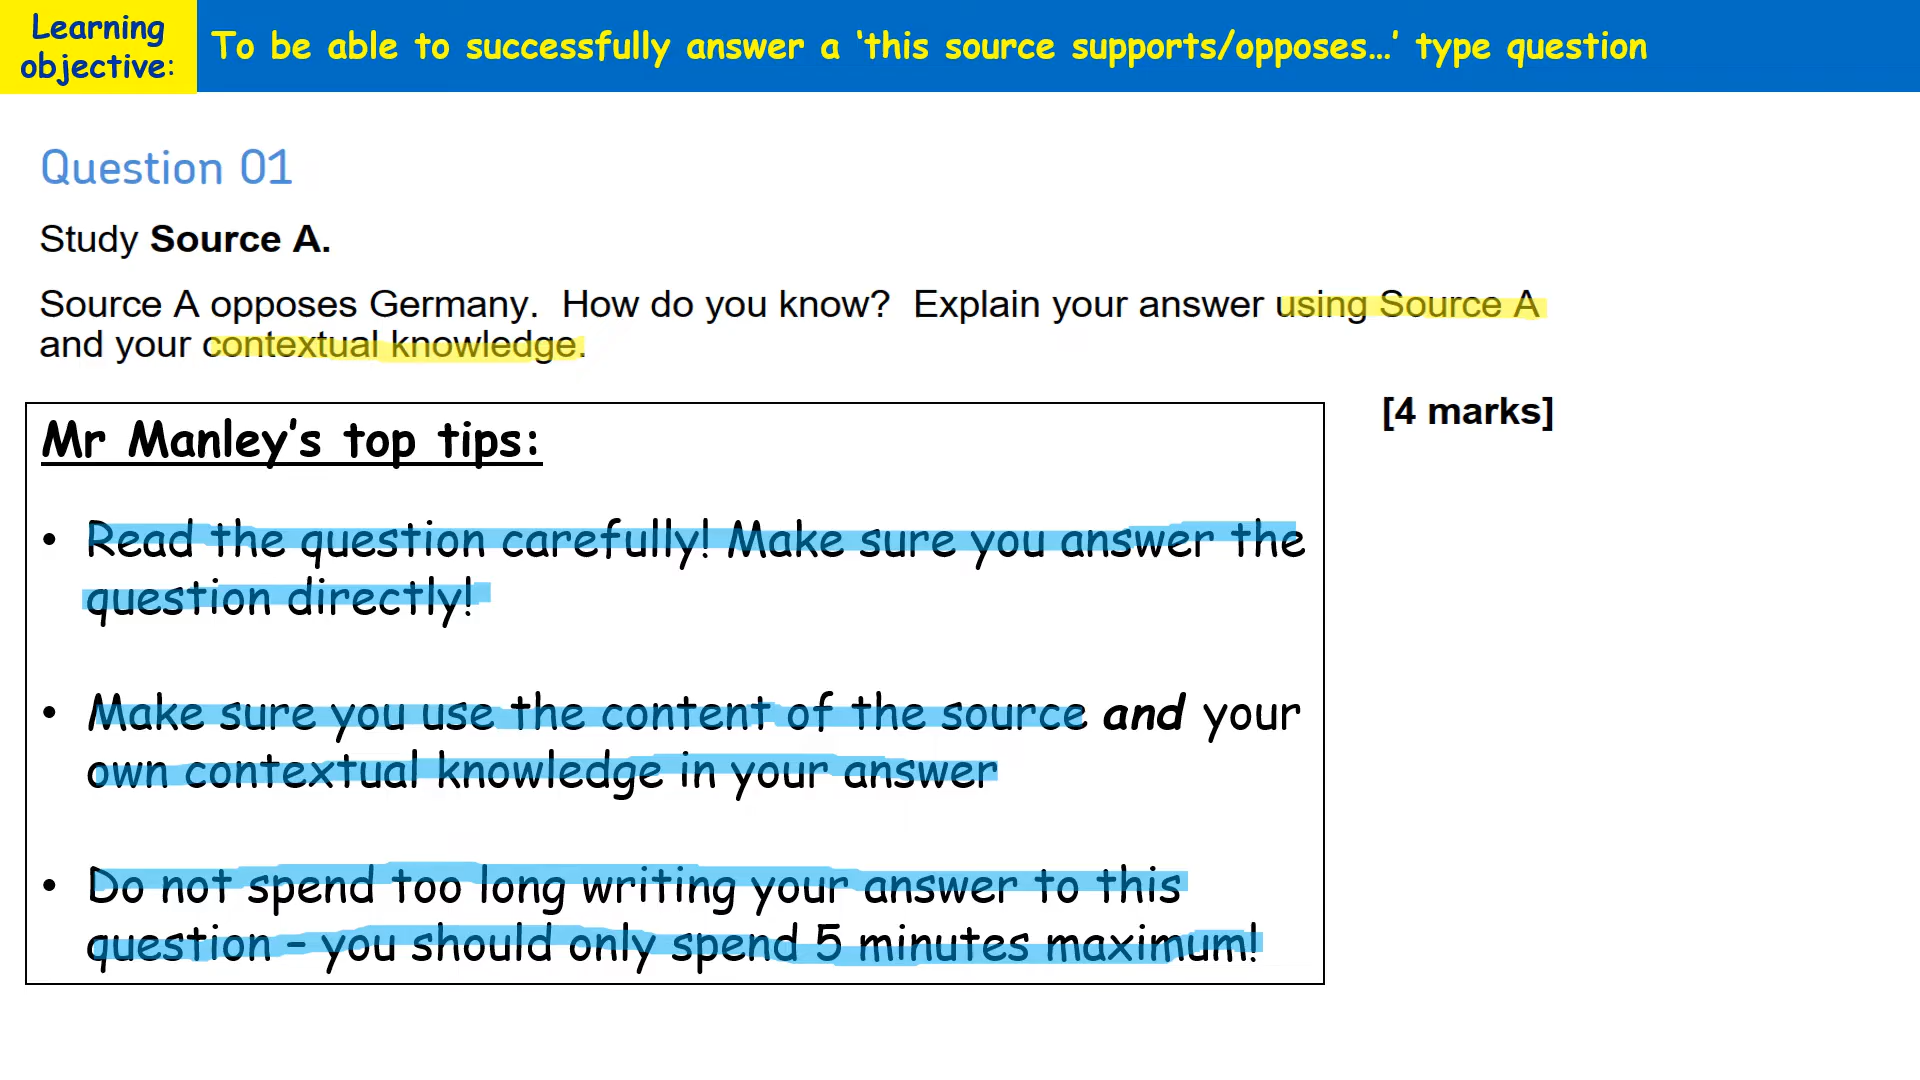 Learning
objective:
To be able to successfully answer a ‘this source supports/opposes…’ type question
Question 01
Study Source A.
Source A opposes Germany. How do you know? Explain your answer using Source A
and your contextual knowledge.
[4 marks]
Mr Manley’s top tips:
• Read the question carefully! Make sure you answer the
question directly!
• Make sure you use the content of the source and your
own contextual knowledge in your answer
• Do not spend too long writing your answer to this
question – you should only spend 5 minutes maximum!